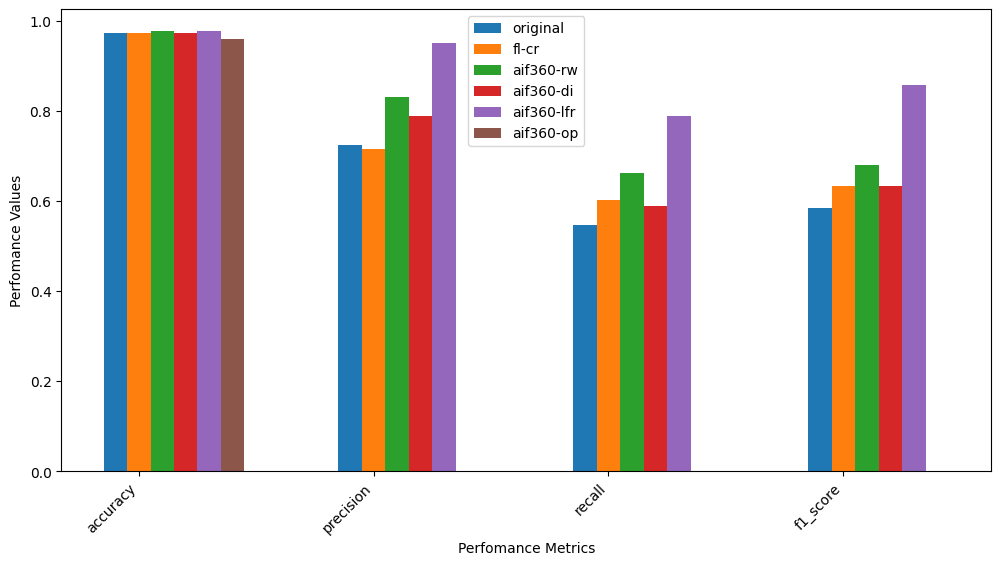 1.0
0.8
0.6
0.4
0.2
0.0
Perfomance Values
original
fl-cr
aif360-rw
aif360-di
aif360-lfr
aif360-op
accuracy
precision
recall
f1_score
Perfomance Metrics